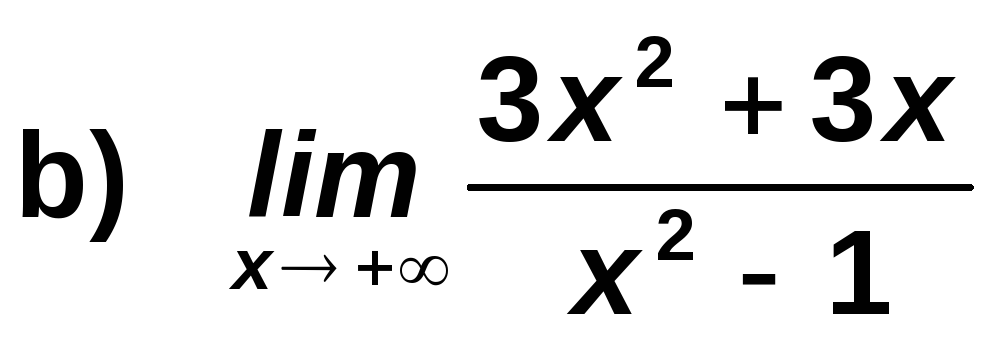 b) lim x→ +∞ 3x² + 3x / x² - 1